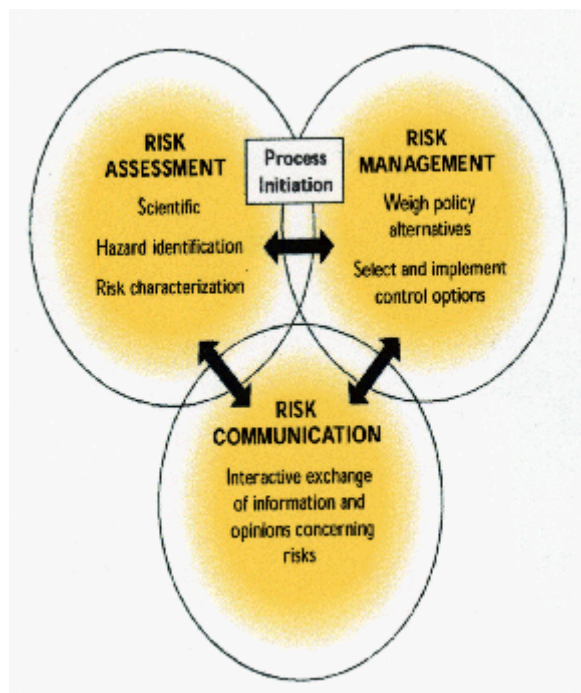 RISK
ASSESSMENT
Scientific
Hazard identification
Risk characterization
Process
Initiation
RISK
MANAGEMENT
Weigh policy
alternatives
Select and implement
control options
RISK
COMMUNICATION
Interactive exchange
of information and
opinions concerning
risks